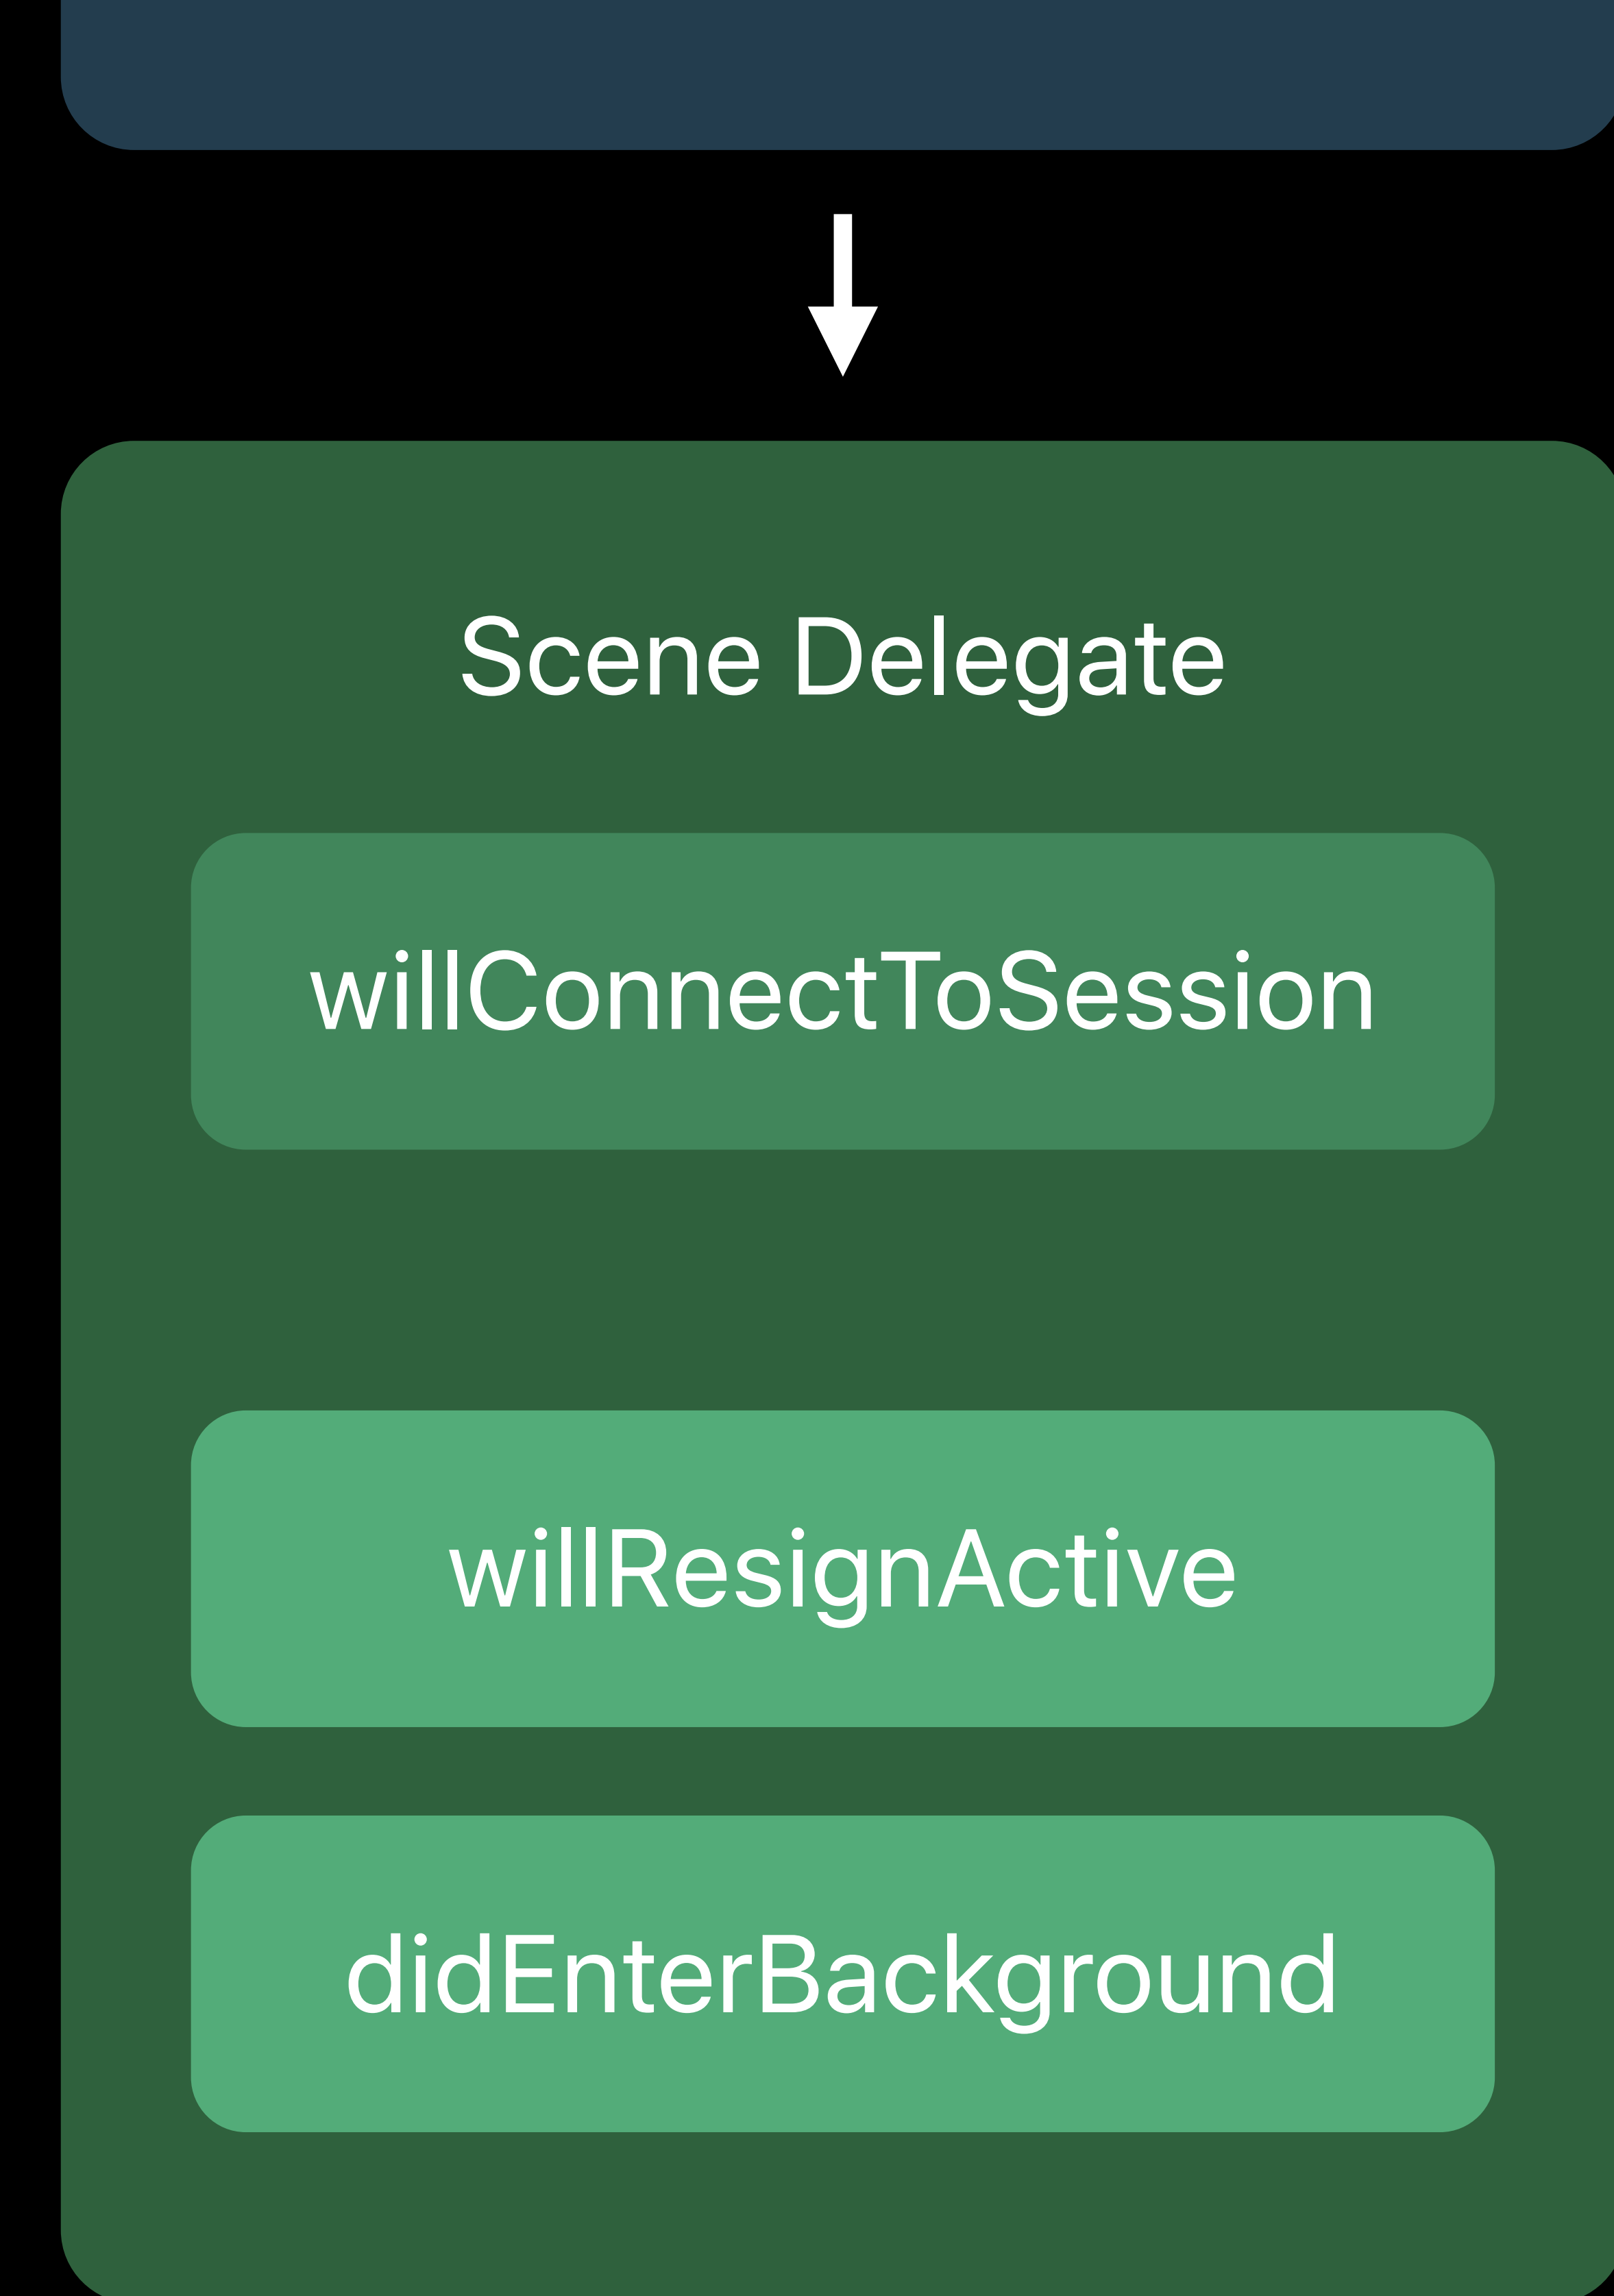 Scene Delegate
willConnectToSession
willResignActive
didEnterBackground